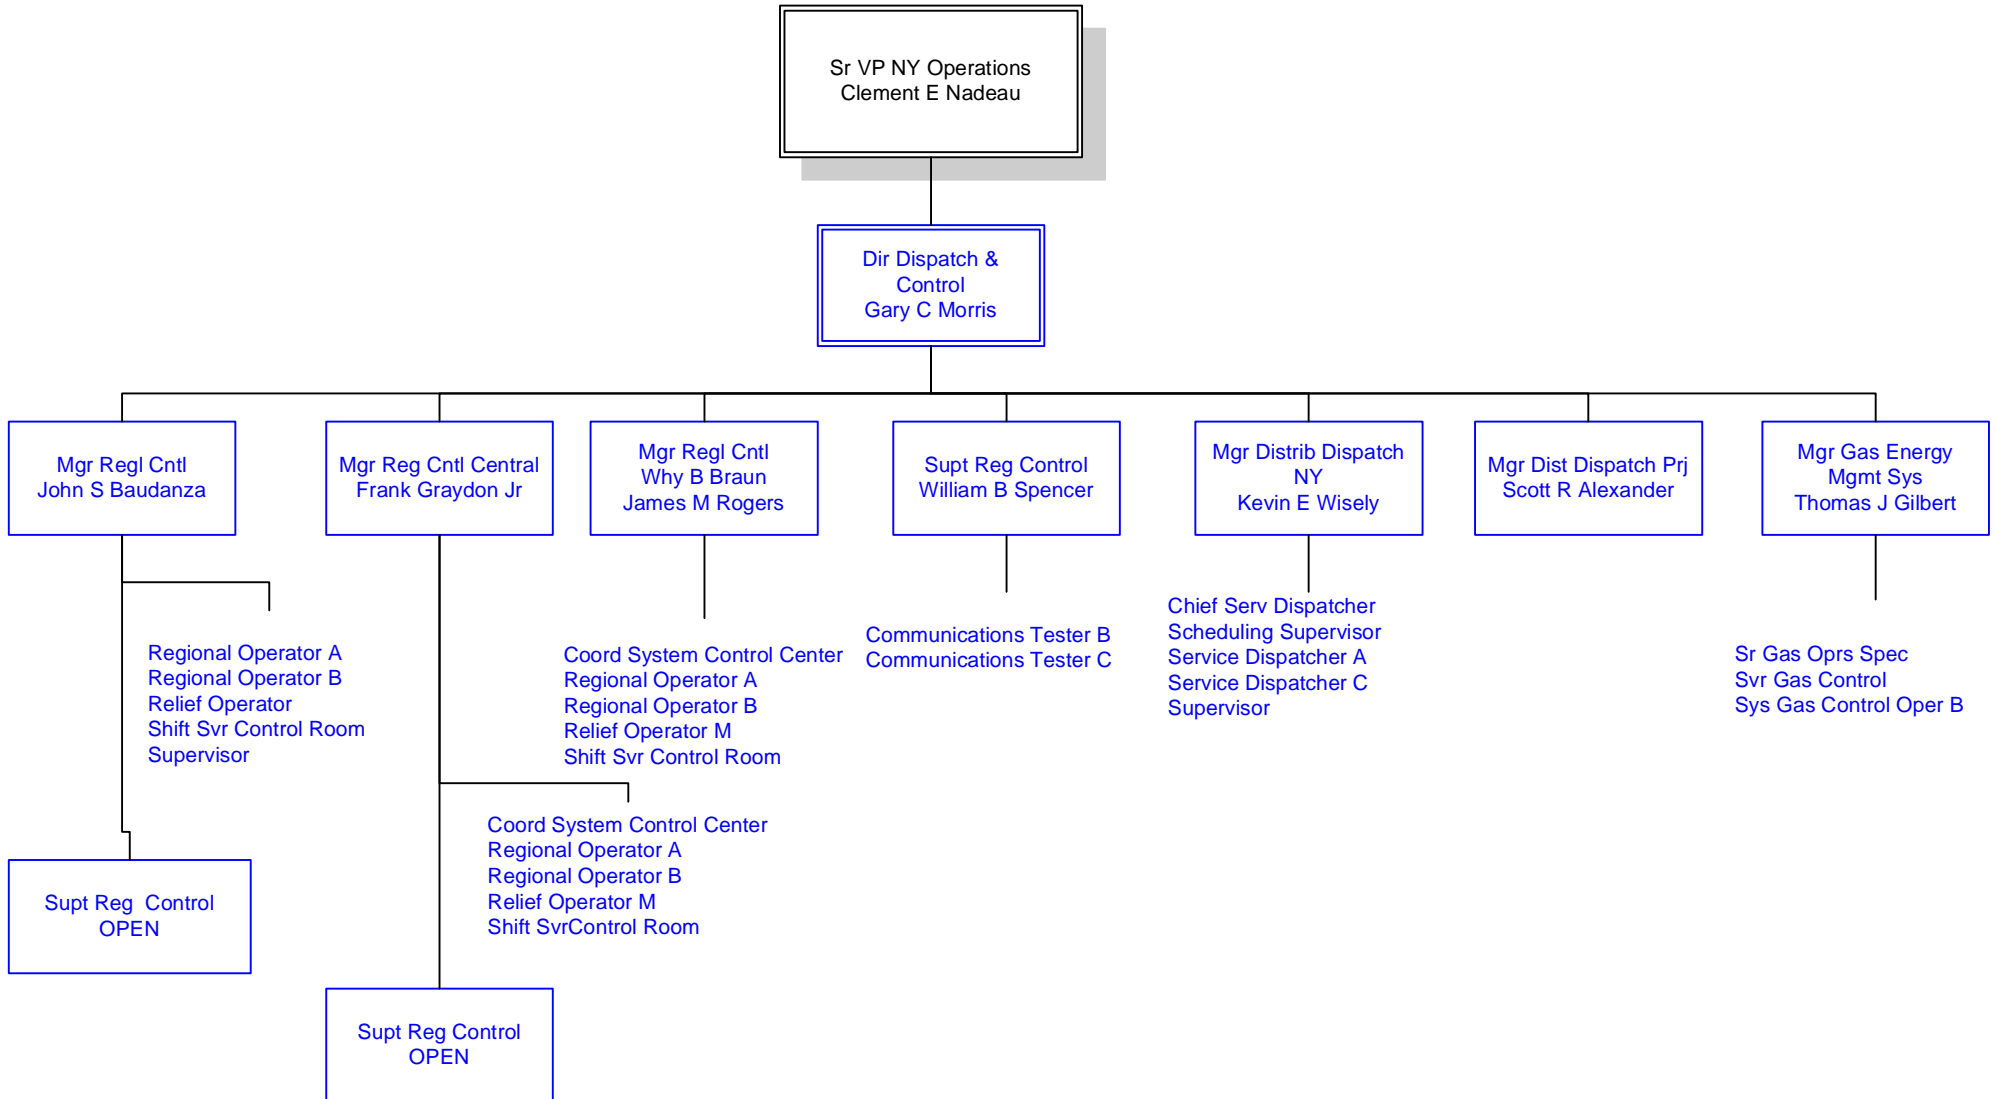 Sr VP NY Operations
Clement E Nadeau
Dir Dispatch &
Control
Gary C Morris
Mgr Regl Cntl
John S Baudanza
Mgr Reg Cntl Central
Frank Graydon Jr
Mgr Regl Cntl
Why B Braun
James M Rogers
Supt Reg Control
William B Spencer
Mgr Distrib Dispatch
NY
Kevin E Wisely
Mgr Dist Dispatch Prj
Scott R Alexander
Mgr Gas Energy
Mgmt Sys
Thomas J Gilbert
Regional Operator A
Regional Operator B
Relief Operator
Shift Svr Control Room
Supervisor
Coord System Control Center
Regional Operator A
Regional Operator B
Relief Operator M
Shift Svr Control Room
Communications Tester B
Communications Tester C
Chief Serv Dispatcher
Scheduling Supervisor
Service Dispatcher A
Service Dispatcher C
Supervisor
Sr Gas Oprs Spec
Svr Gas Control
Sys Gas Control Oper B
Coord System Control Center
Regional Operator A
Regional Operator B
Relief Operator M
Shift SvrControl Room
Supt Reg  Control
OPEN
Supt Reg Control
OPEN